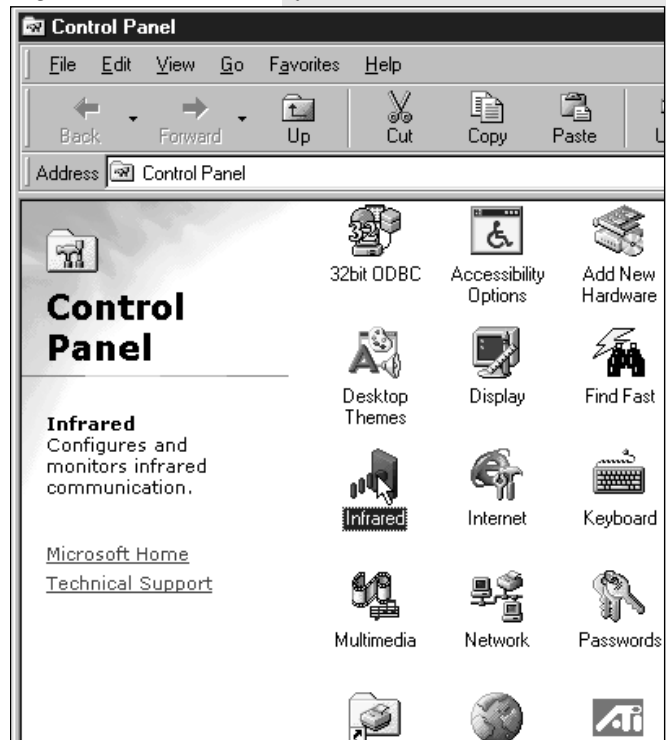 Control Panel
File Edit View Go Favorites Help
Back Forward Up Cut Copy Paste
Address Control Panel
32bit ODBC
Accessibility
Options
Add New
Hardware
Control
Panel
Desktop
Themes
Display
Find Fast
Infrared
Configures and
monitors infrared
communication.
Infrared
Internet
Keyboard
Microsoft Home
Technical Support
Multimedia
Network
Passwords
ATi